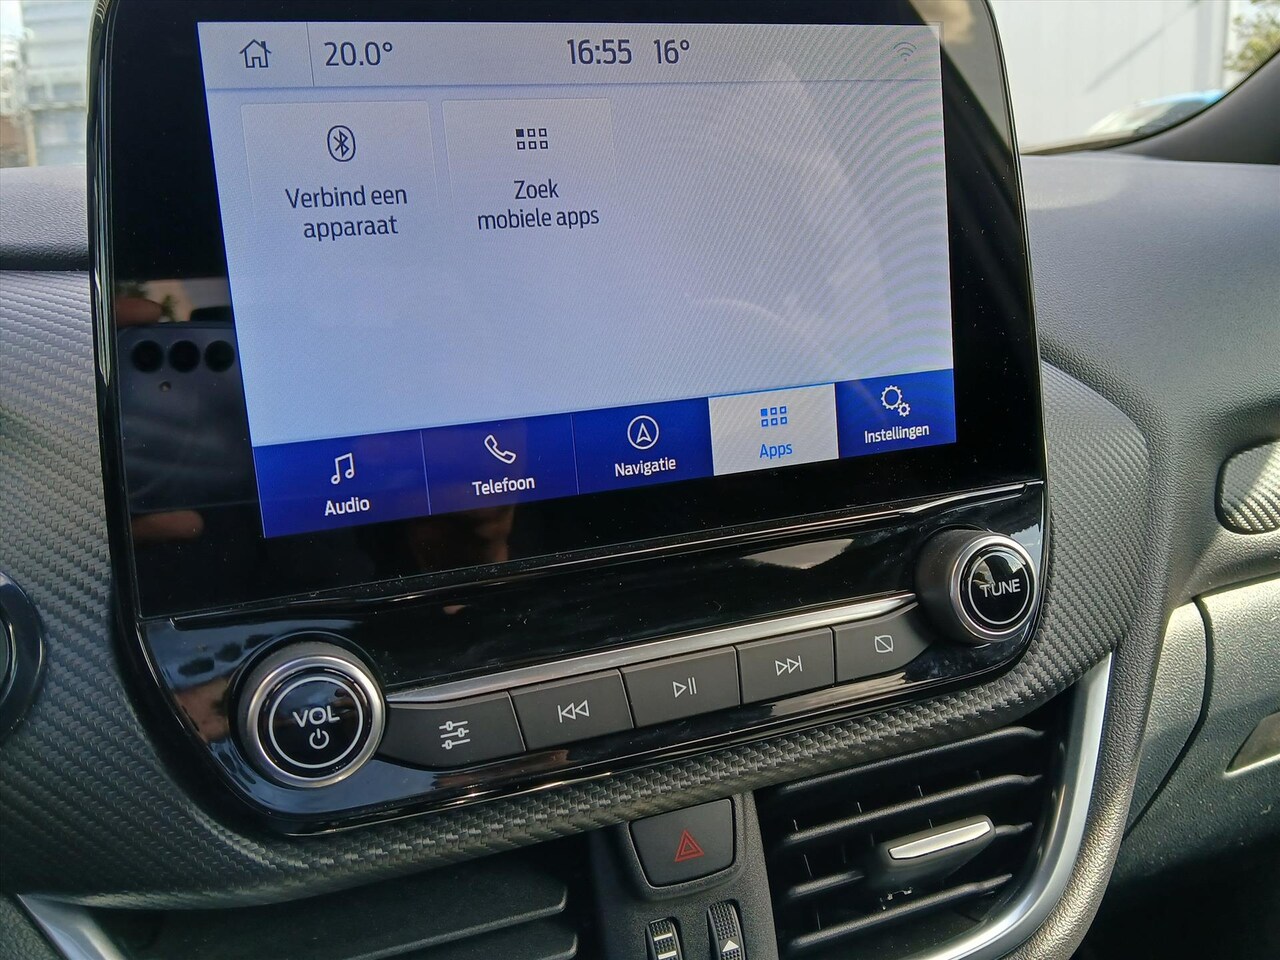 20.0° 16:55 16°
Verbind een
apparaat
Zoek
mobiele apps
Audio
Telefoon
Navigatie
Apps
Instellingen
TUNE
VOL